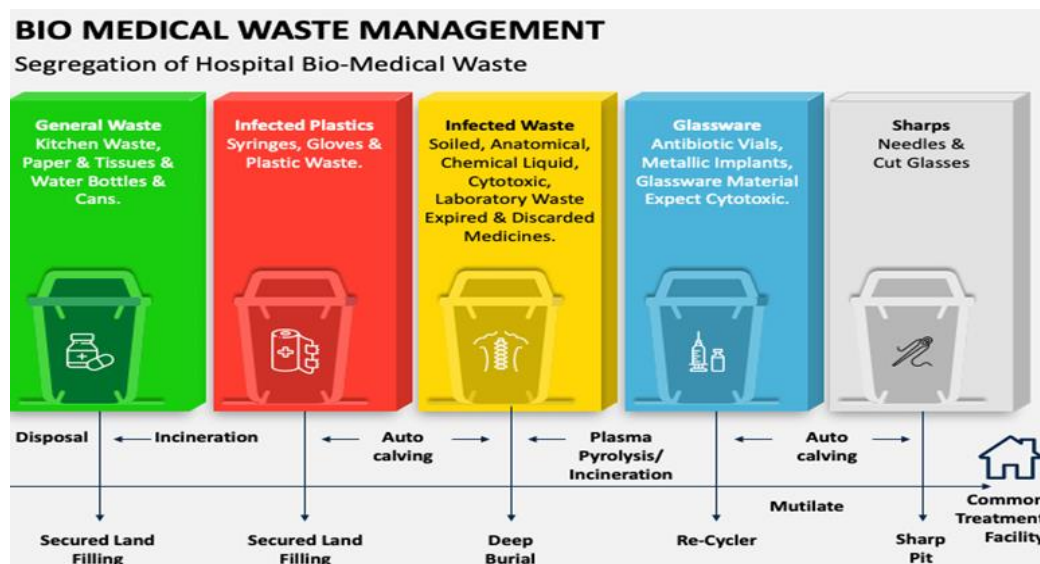 BIO MEDICAL WASTE MANAGEMENT
Segregation of Hospital Bio-Medical Waste
General Waste
Kitchen Waste,
Paper & Tissues &
Water Bottles &
Cans.
Infected Plastics
Syringes, Gloves &
Plastic Waste.
Infected Waste
Soiled, Anatomical,
Chemical Liquid,
Cytotoxic,
Laboratory Waste
Expired & Discarded
Medicines.
Glassware
Antibiotic Vials,
Metallic Implants,
Glassware Material
Expect Cytotoxic.
Sharps
Needles &
Cut Glasses
Disposal
Incineration
Auto
calving
Plasma
Pyrolysis/
Incineration
Auto
calving
Mutilate
Common
Treatment
Facility
Secured Land
Filling
Secured Land
Filling
Deep
Burial
Re-Cycler
Sharp
Pit